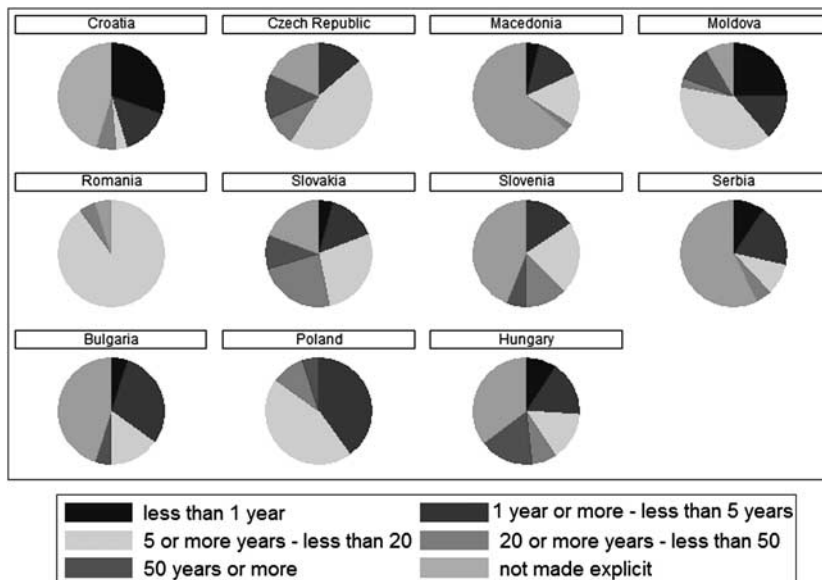 Croatia
Czech Republic
Macedonia
Moldova
Romania
Slovakia
Slovenia
Serbia
Bulgaria
Poland
Hungary
less than 1 year
1 year or more - less than 5 years
5 or more years - less than 20
20 or more years - less than 50
50 years or more
not made explicit